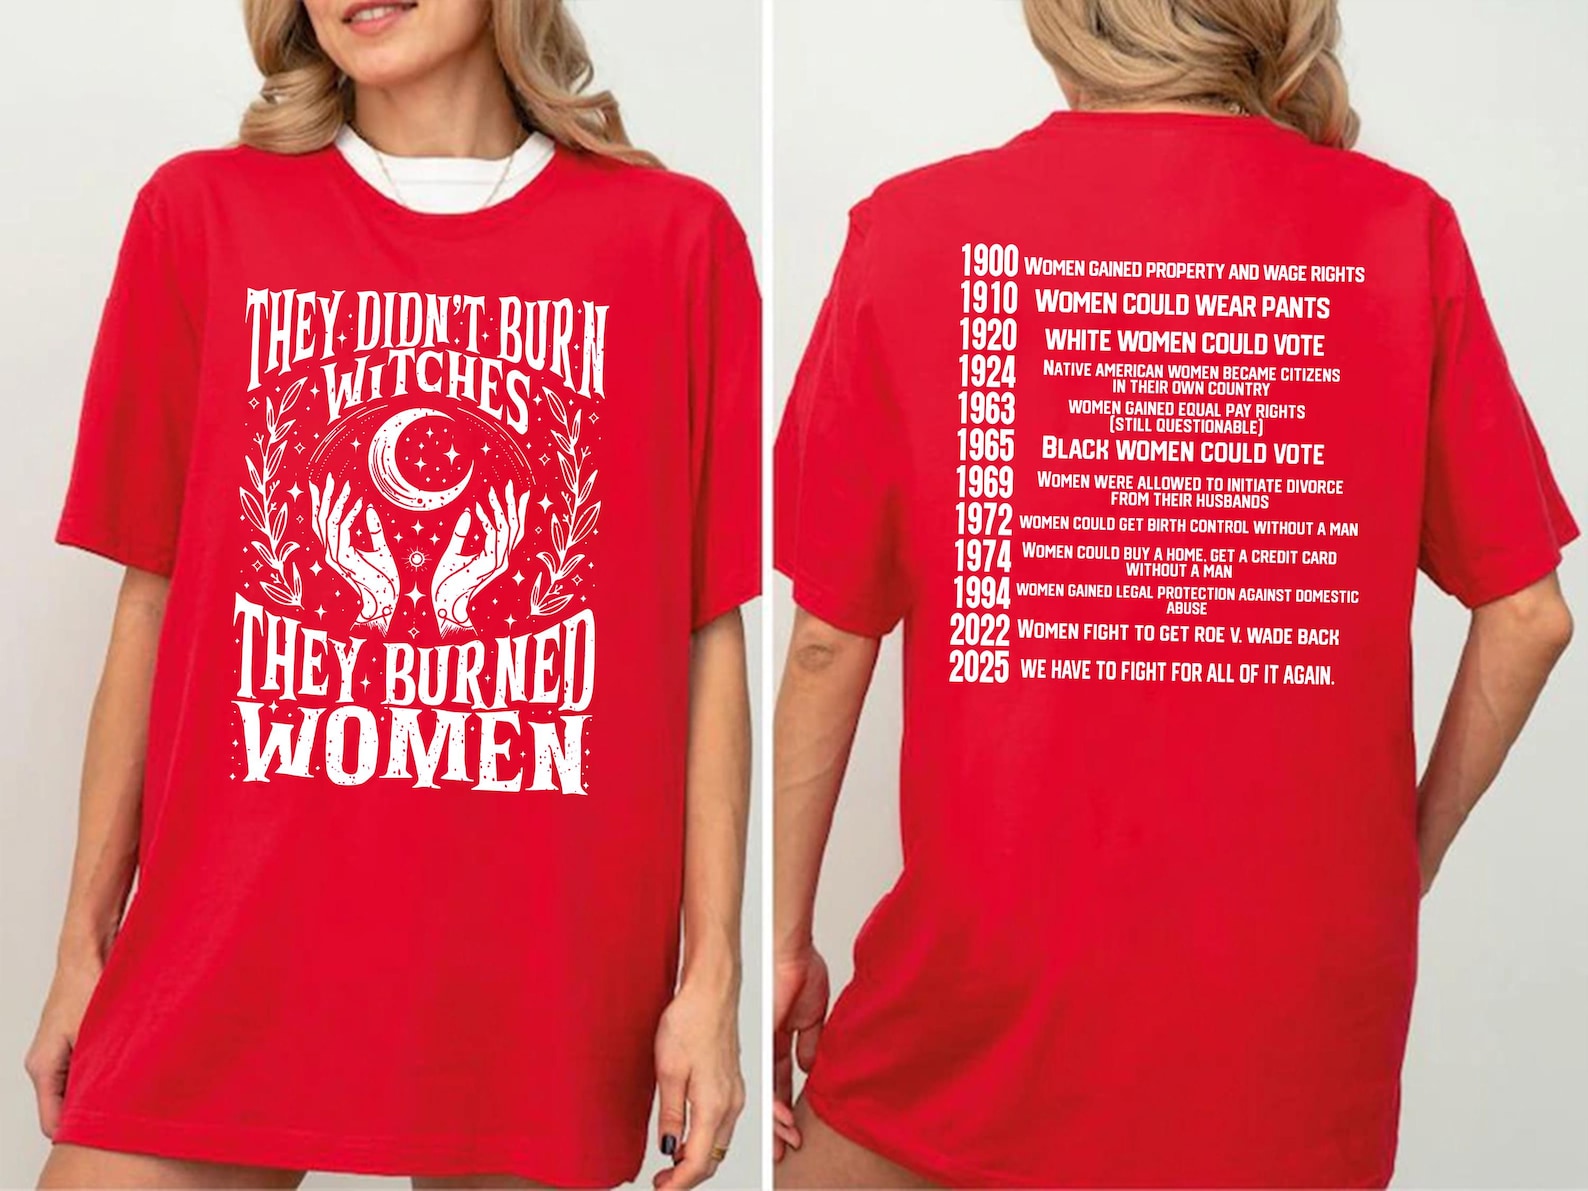 THEY DIDN'T BURN
WITCHES
THEY BURNED
WOMEN
1900 WOMEN GAINED PROPERTY AND WAGE RIGHTS
1910 WOMEN COULD WEAR PANTS
1920 WHITE WOMEN COULD VOTE
1924 NATIVE AMERICAN WOMEN BECAME CITIZENS
IN THEIR OWN COUNTRY
1963 WOMEN GAINED EQUAL PAY RIGHTS
(STILL QUESTIONABLE)
1965 BLACK WOMEN COULD VOTE
1969 WOMEN WERE ALLOWED TO INITIATE DIVORCE
FROM THEIR HUSBANDS
1972 WOMEN COULD GET BIRTH CONTROL WITHOUT A MAN
1974 WOMEN COULD BUY A HOME, GET A CREDIT CARD
WITHOUT A MAN
1994 WOMEN GAINED LEGAL PROTECTION AGAINST DOMESTIC
ABUSE
2022 WOMEN FIGHT TO GET ROE V. WADE BACK
2025 WE HAVE TO FIGHT FOR ALL OF IT AGAIN.